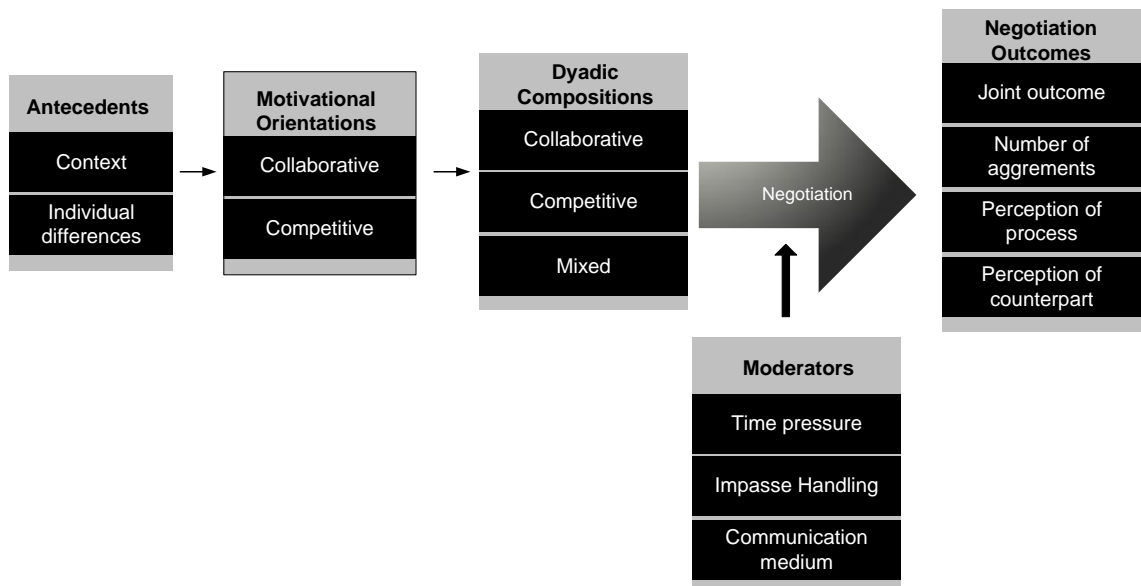 Antecedents
Context
Individual
differences
Motivational
Orientations
Collaborative
Competitive
Dyadic
Compositions
Collaborative
Competitive
Mixed
Negotiation
Moderators
Time pressure
Impasse Handling
Communication
medium
Negotiation
Outcomes
Joint outcome
Number of
aggrements
Perception of
process
Perception of
counterpart